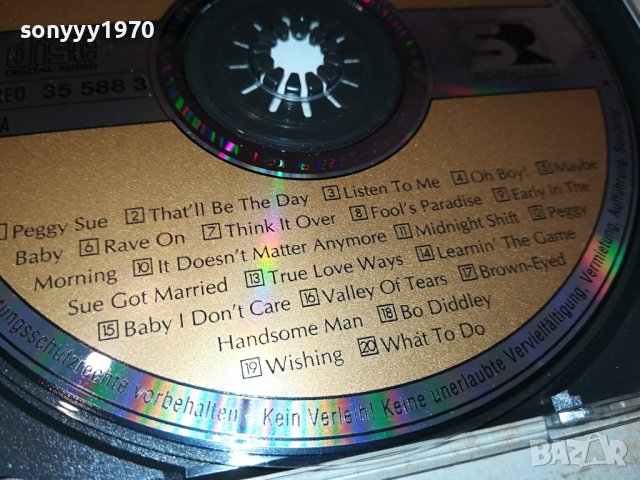 sonyyy1970
disc
DIGITAL AUDIO
35 588 3
1 Peggy Sue 2 That'll Be The Day 3 Listen To Me 4 Oh Boy! 5 Maybe
Baby 6 Rave On 7 Think It Over 8 Fool's Paradise 9 Early In The
Morning 10 It Doesn't Matter Anymore 11 Midnight Shift 12 Peggy
Sue Got Married 13 True Love Ways 14 Learnin' The Game
15 Baby I Don't Care 16 Valley Of Tears 17 Brown-Eyed
Handsome Man 18 Bo Diddley
19 Wishing 20 What To Do
vorbehalten Kein Verleih! Keine unerlaubte Vervielfältigung, Vermietung, Aufführung, Sendung!
BAZAR